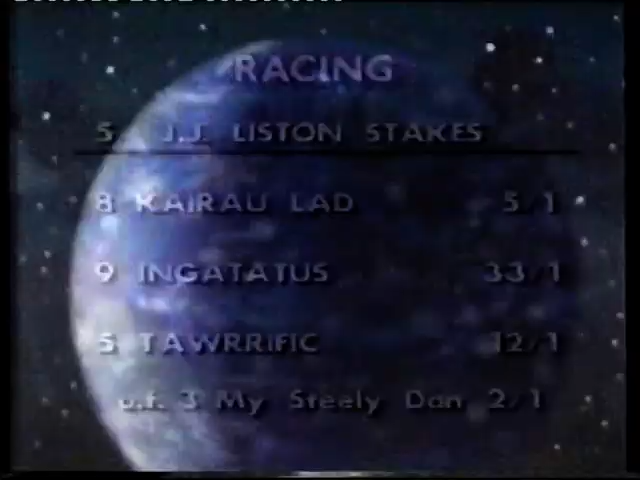 RACING
5 J.J. LISTON STAKES
8 KAIRAU LAD 5/1
9 INGATATUS 33/1
5 TAWRRIFIC 12/1
3 My Steely Dan 2/1